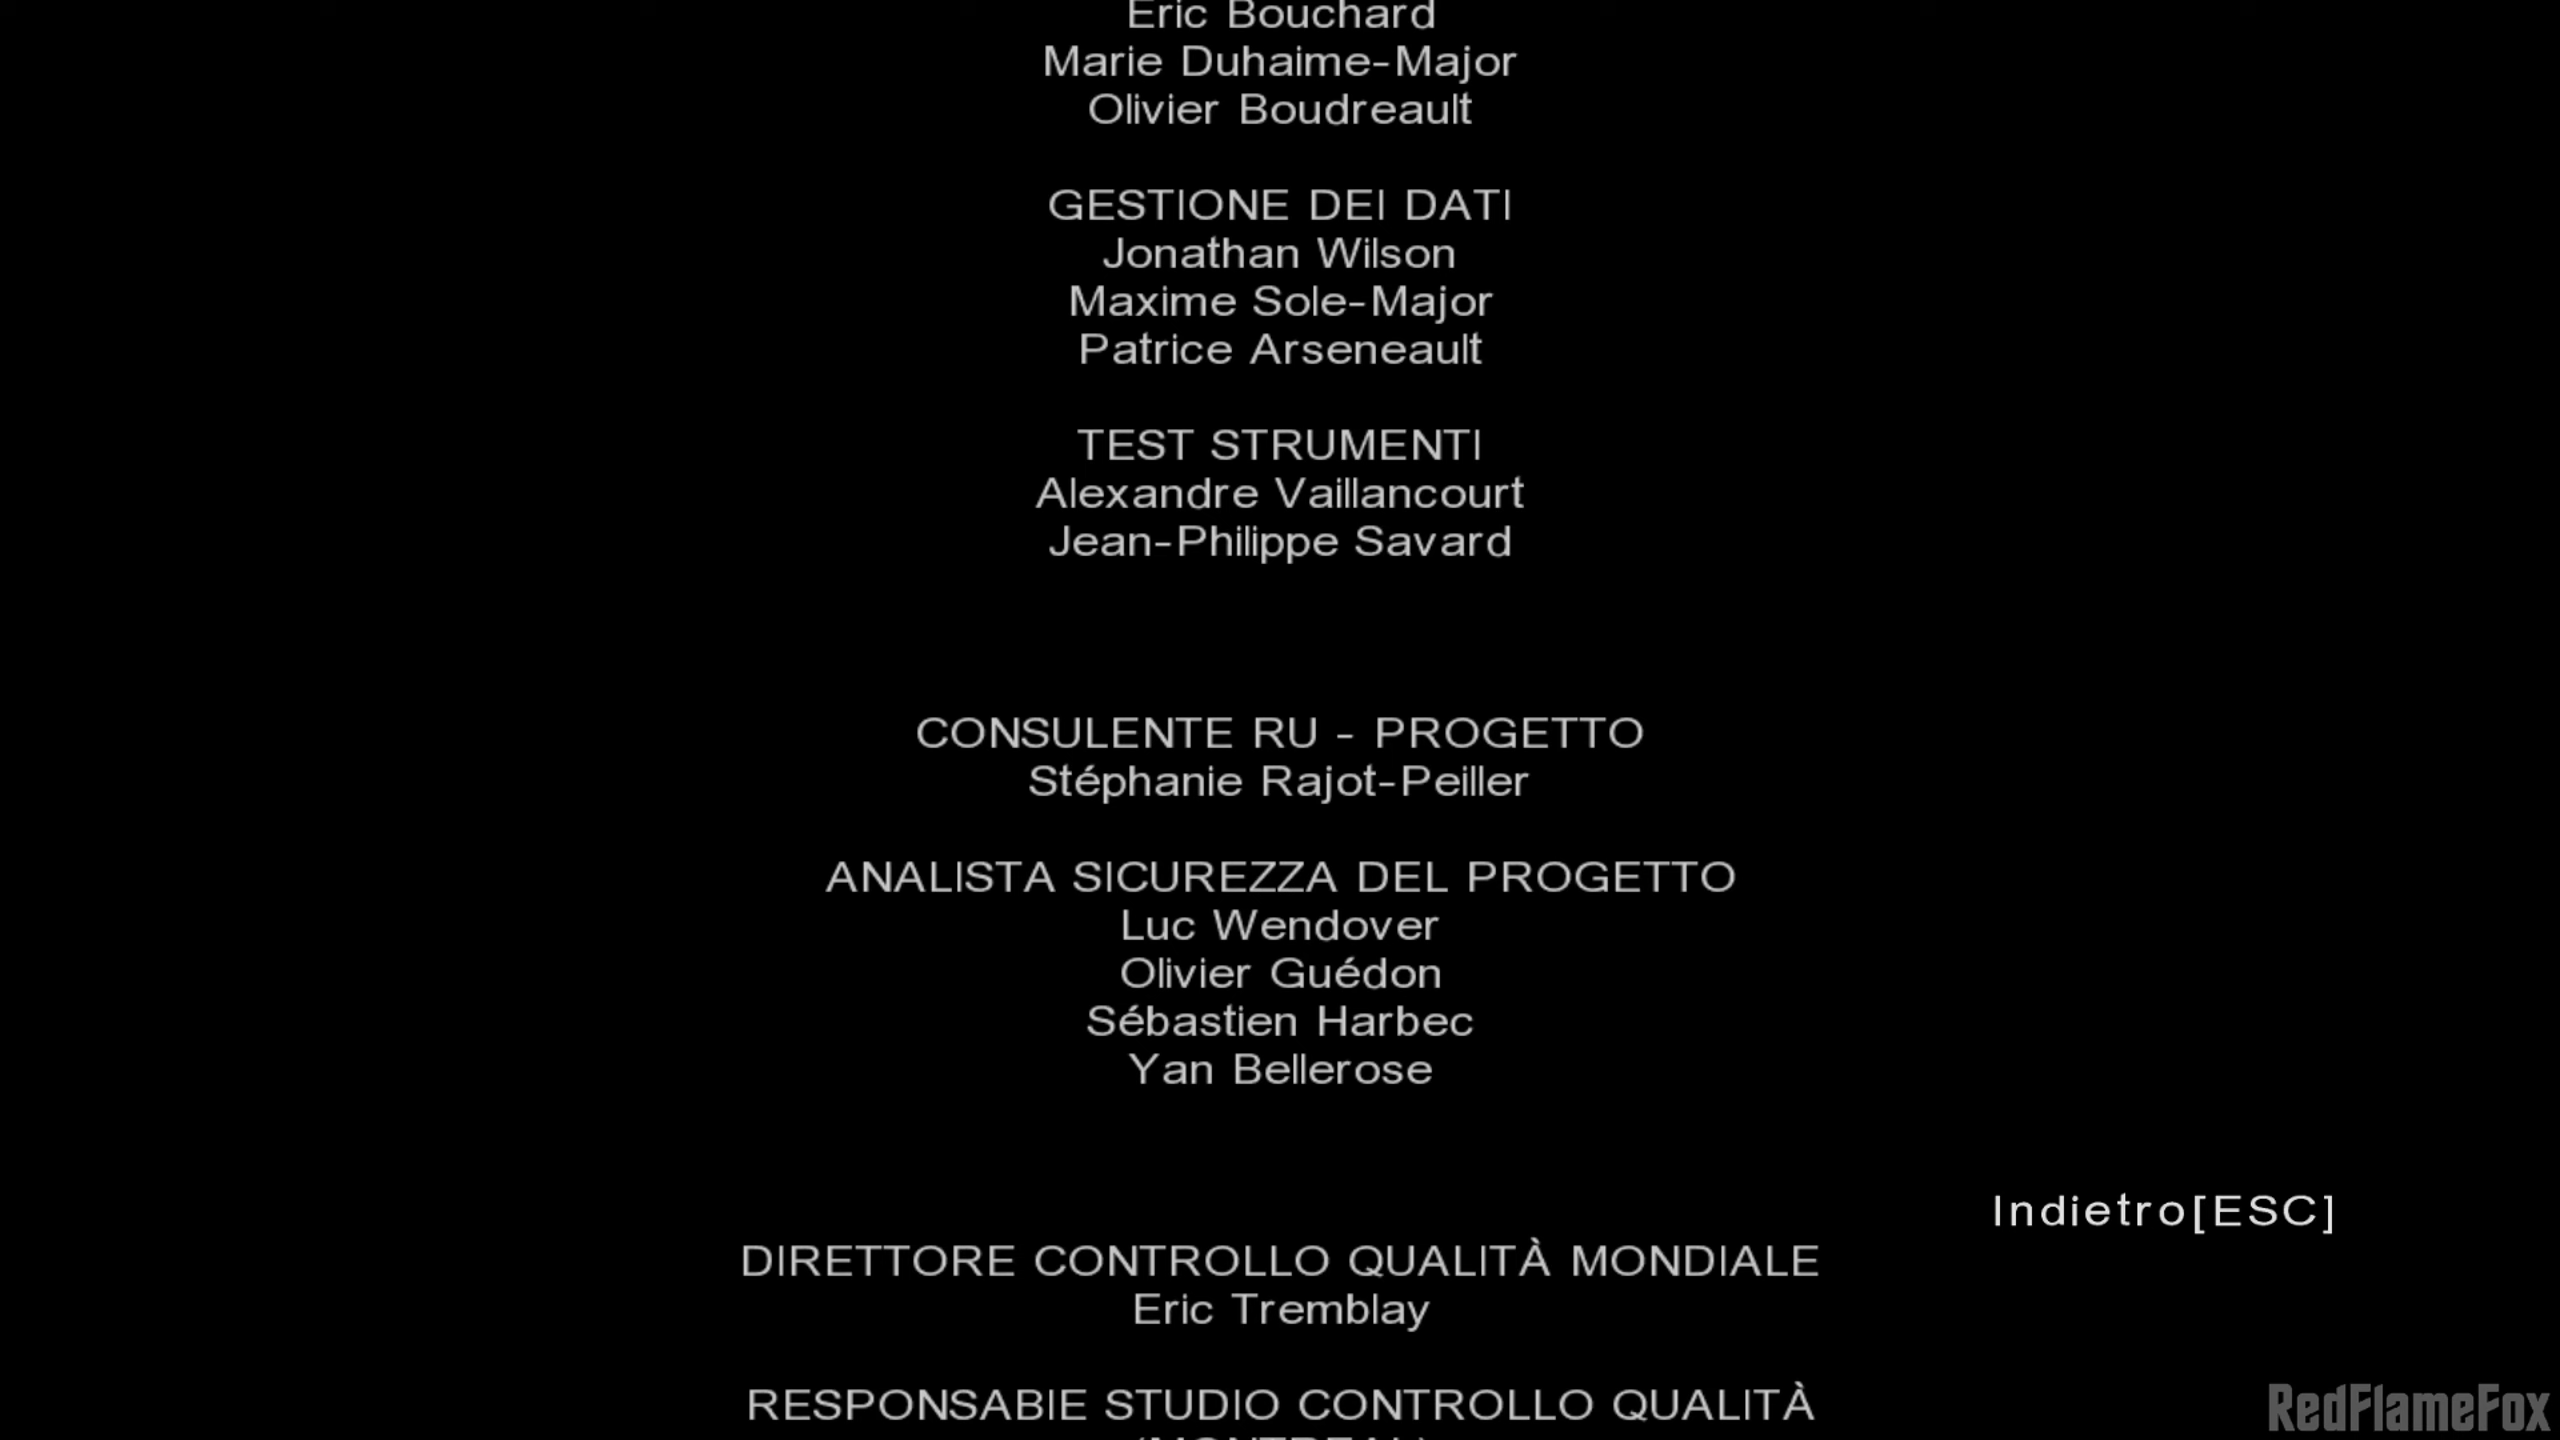 Eric Bouchard
Marie Duhaime-Major
Olivier Boudreault
GESTIONE DEI DATI
Jonathan Wilson
Maxime Sole-Major
Patrice Arseneault
TEST STRUMENTI
Alexandre Vaillancourt
Jean-Philippe Savard
CONSULENTE RU - PROGETTO
Stéphanie Rajot-Peiller
ANALISTA SICUREZZA DEL PROGETTO
Luc Wendover
Olivier Guédon
Sébastien Harbec
Yan Bellerose
Indietro[ESC]
DIRETTORE CONTROLLO QUALITÀ MONDIALE
Eric Tremblay
RESPONSABIE STUDIO CONTROLLO QUALITÀ
RedFlameFox